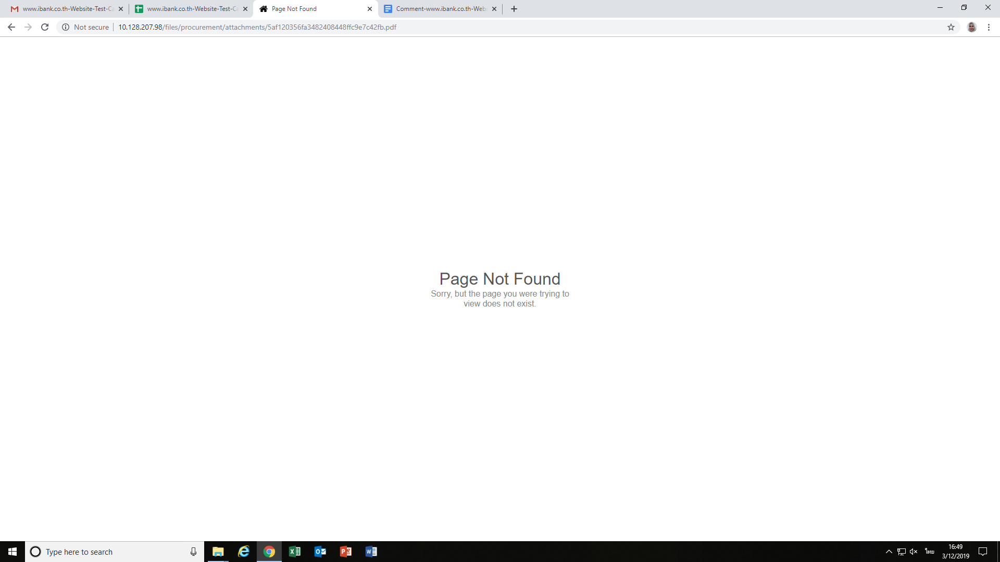 www.ibank.co.th-Website-Test-Ca
www.ibank.co.th-Website-Test-Ca
Page Not Found
Comment-www.ibank.co.th-Web
Not secure
10.128.207.98/files/procurement/attachments/5af120356fa3482408448ffc9e7c42fb.pdf
Page Not Found
Sorry, but the page you were trying to
view does not exist.
Type here to search
ไทย
16:49
3/12/2019